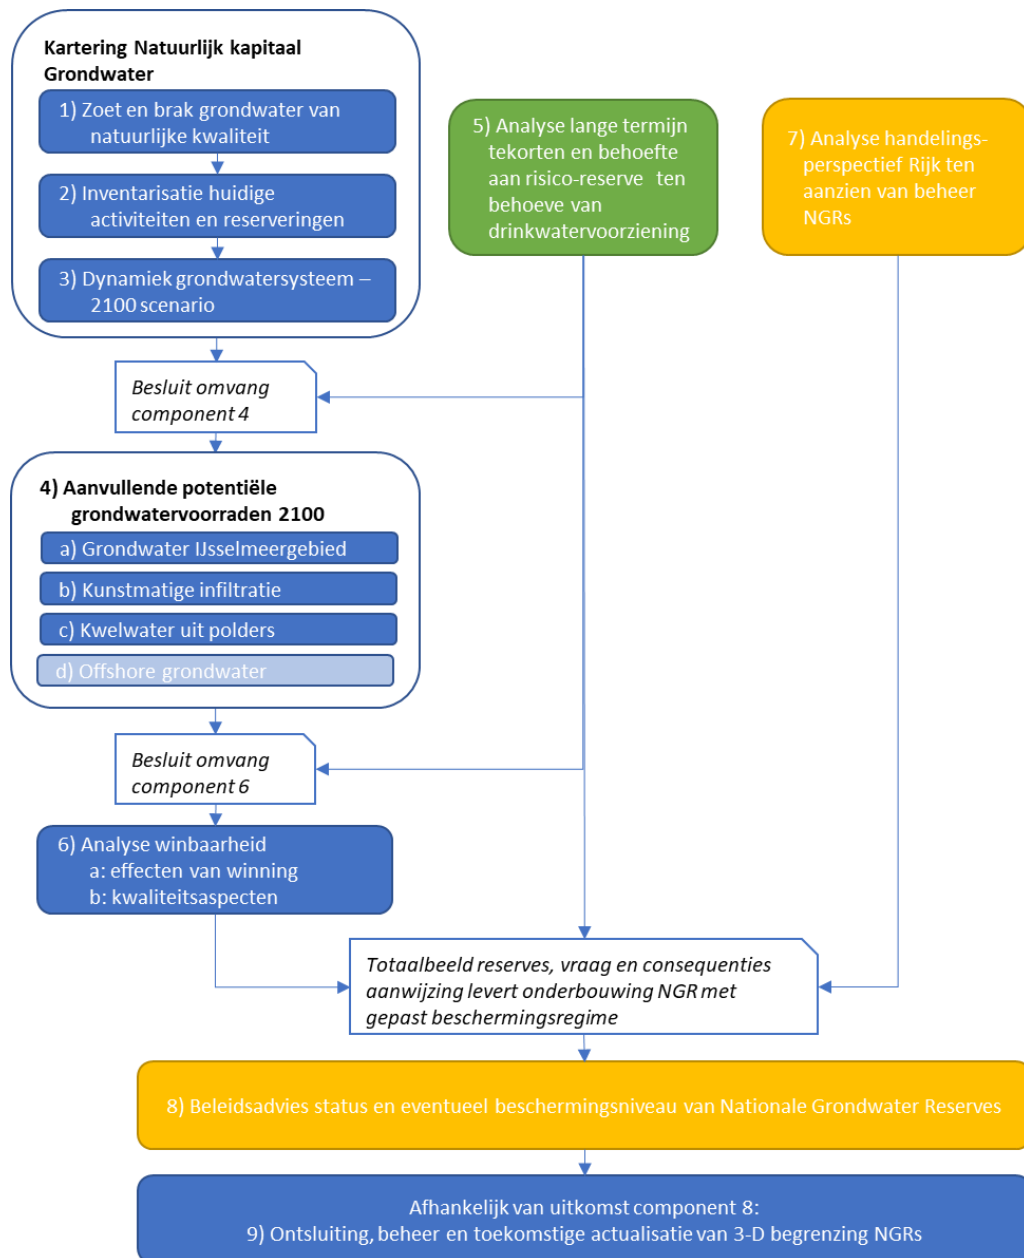 Kartering Natuurlijk kapitaal
Grondwater
1) Zoet en brak grondwater van
natuurlijke kwaliteit
2) Inventarisatie huidige
activiteiten en reserveringen
3) Dynamiek grondwatersysteem –
2100 scenario
5) Analyse lange termijn
tekorten en behoefte
aan risico-reserve ten
behoeve van
drinkwatervoorziening
7) Analyse handelings-
perspectief Rijk ten
aanzien van beheer
NGRs
Besluit omvang
component 4
4) Aanvullende potentiële
grondwatervoorraden 2100
a) Grondwater IJsselmeergebied
b) Kunstmatige infiltratie
c) Kwelwater uit polders
d) Offshore grondwater
Besluit omvang
component 6
6) Analyse winbaarheid
a: effecten van winning
b: kwaliteitsaspecten
Totaalbeeld reserves, vraag en consequenties
aanwijzing levert onderbouwing NGR met
gepast beschermingsregime
8) Beleidsadvies status en eventueel beschermingsniveau van Nationale Grondwater Reserves
Afhankelijk van uitkomst component 8:
9) Ontsluiting, beheer en toekomstige actualisatie van 3-D begrenzing NGRs